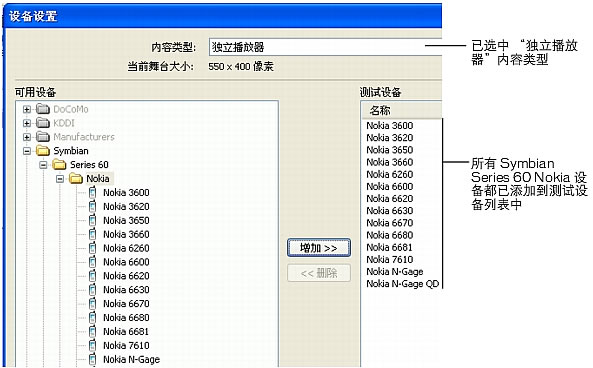 设备设置
内容类型: 独立播放器
当前舞台大小: 550 x 400 像素
可用设备
DoCoMo
KDDI
Manufacturers
Symbian
Series 60
Nokia
Nokia 3600
Nokia 3620
Nokia 3650
Nokia 3660
Nokia 6260
Nokia 6600
Nokia 6620
Nokia 6630
Nokia 6670
Nokia 6680
Nokia 6681
Nokia 7610
Nokia N-Gage
增加 >>
<< 删除
测试设备
名称
Nokia 3600
Nokia 3620
Nokia 3650
Nokia 3660
Nokia 6260
Nokia 6600
Nokia 6620
Nokia 6630
Nokia 6670
Nokia 6680
Nokia 6681
Nokia 7610
Nokia N-Gage
Nokia N-Gage QD
已选中 “独立播放
器”内容类型
所有 Symbian
Series 60 Nokia 设
备都已添加到测试设
备列表中